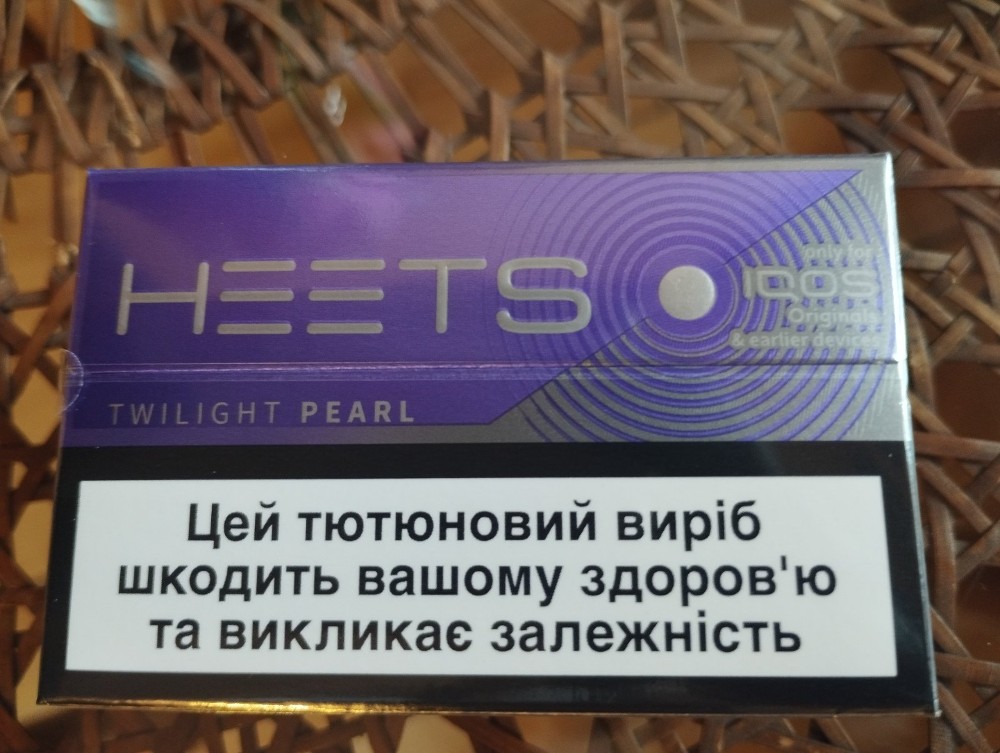 HEETS
only for
IQOS
Originals
& earlier devices
TWILIGHT PEARL
Цей тютюновий виріб
шкодить вашому здоров'ю
та викликає залежність